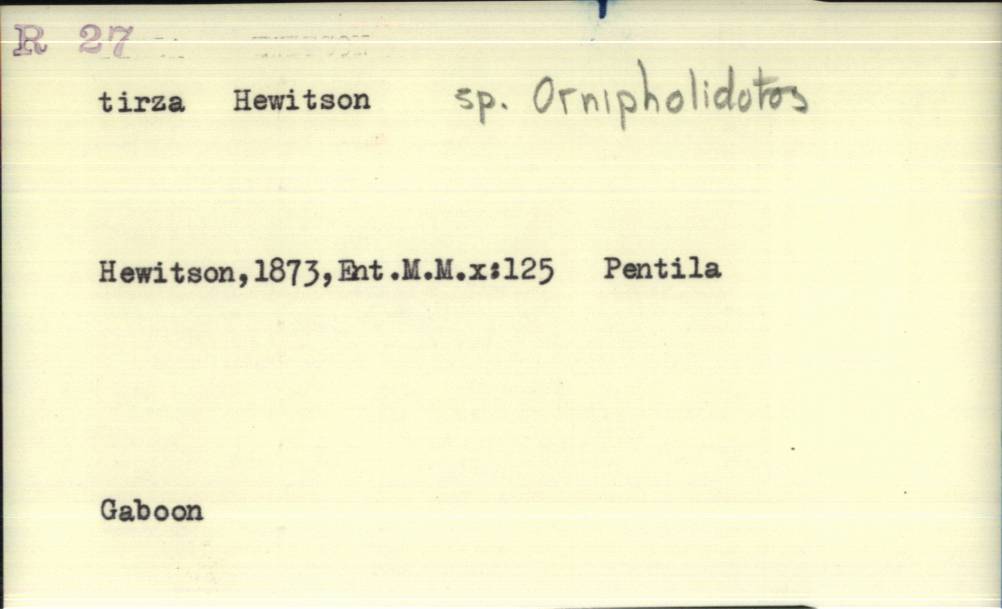 R 27
tirza Hewitson sp. Ornipholidotos
Hewitson,1873,Ent.M.M.x:125 Pentila
Gaboon